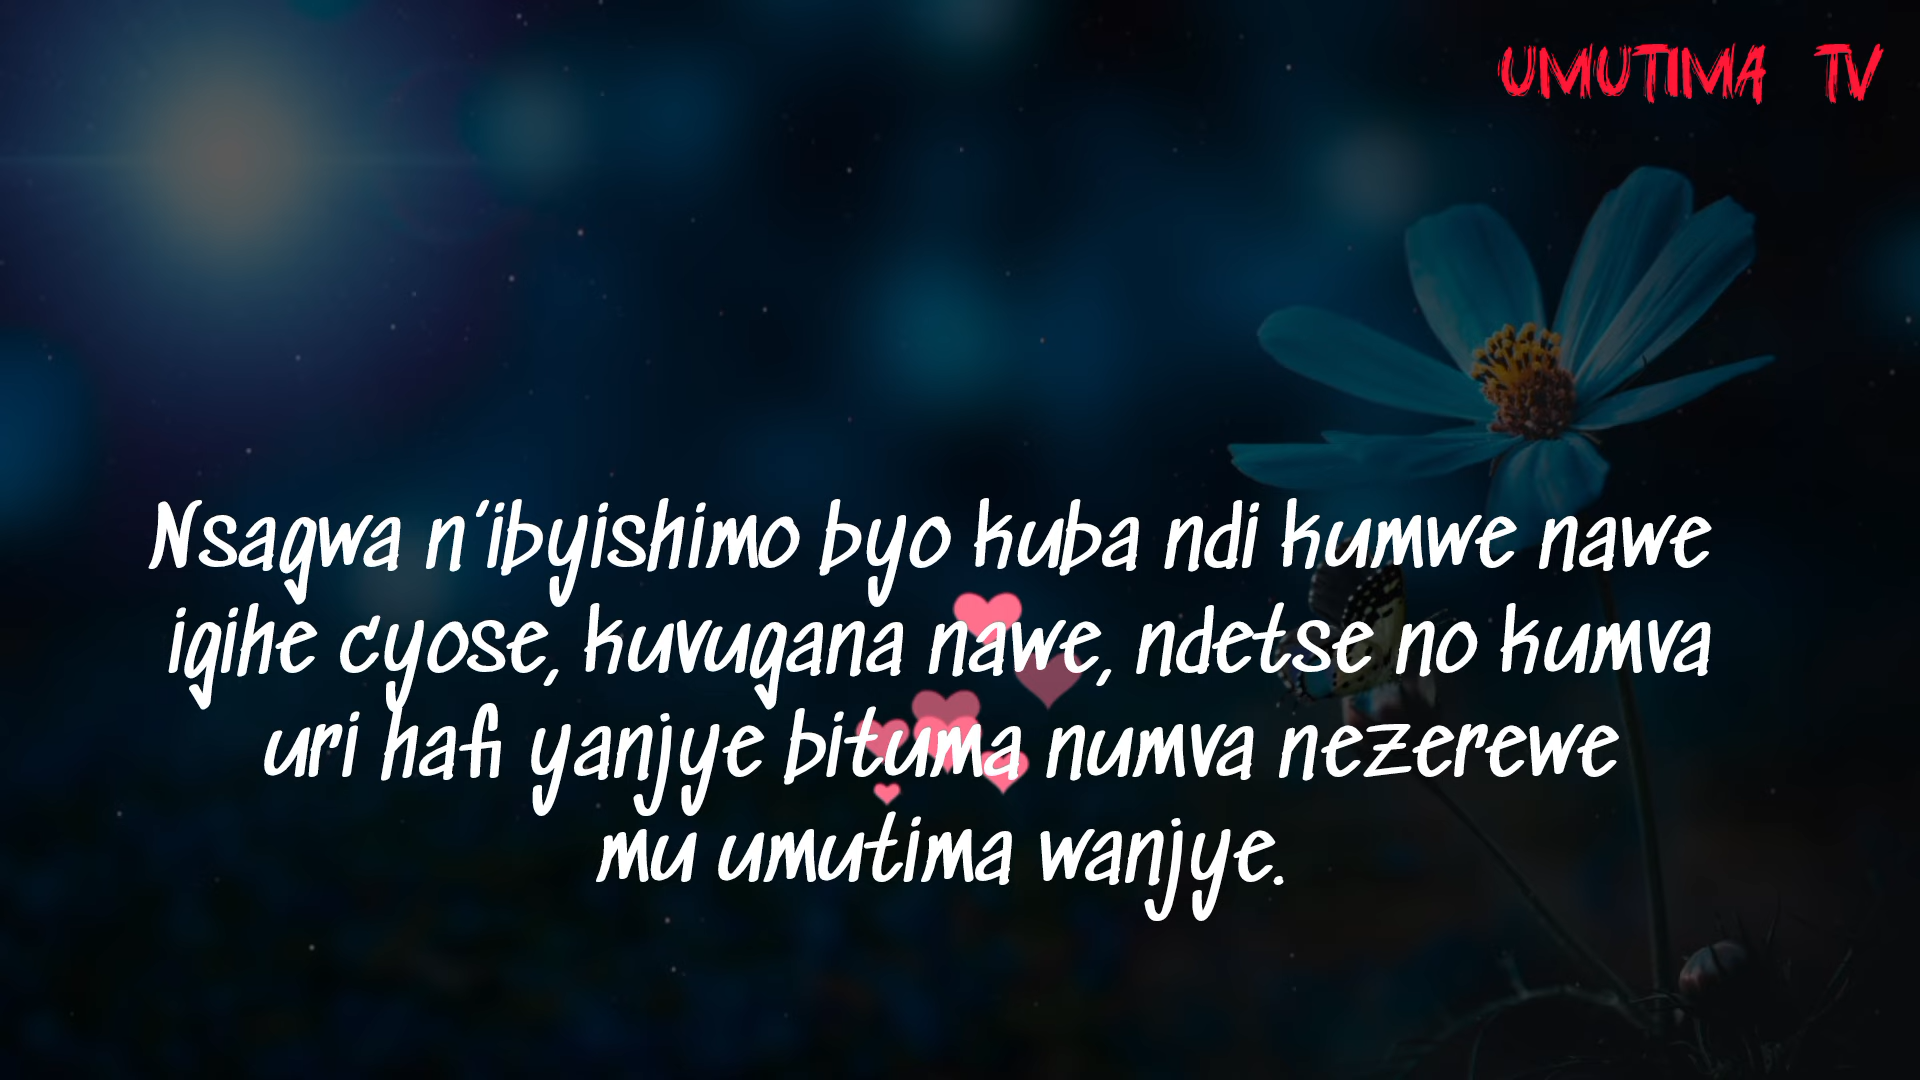 UMUTIMA TV
Nsagwa n'ibyishimo byo kuba ndi kumwe nawe
igihe cyose, kuvugana nawe, ndetse no kumva
uri hafi yanjye bituma numva nezerewe
mu umutima wanjye.